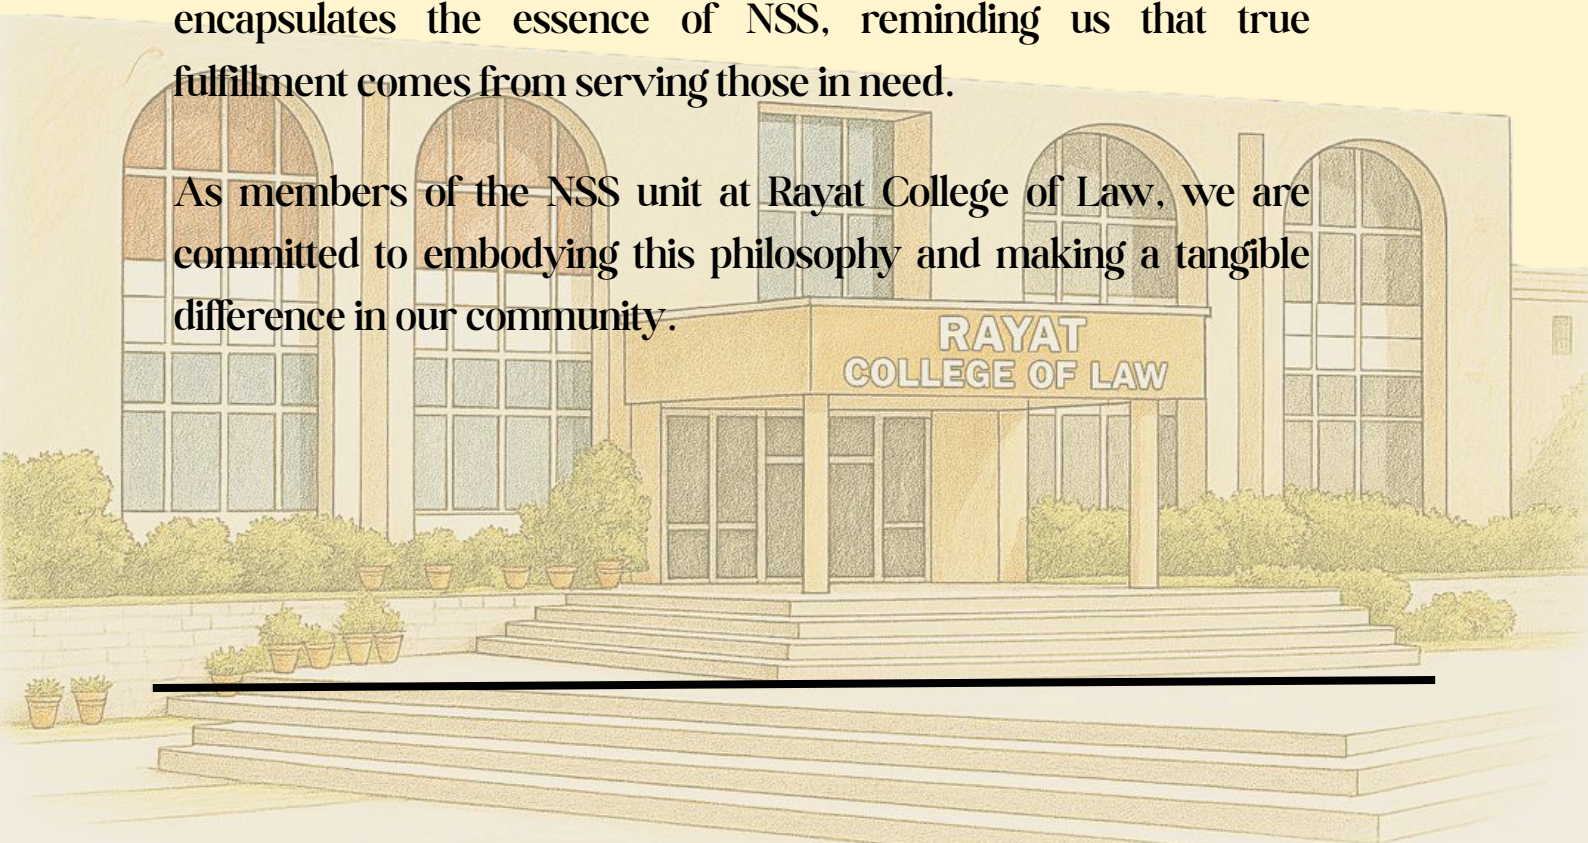 encapsulates the essence of NSS, reminding us that true
fulfillment comes from serving those in need.
As members of the NSS unit at Rayat College of Law, we are
committed to embodying this philosophy and making a tangible
difference in our community.
RAYAT
COLLEGE OF LAW